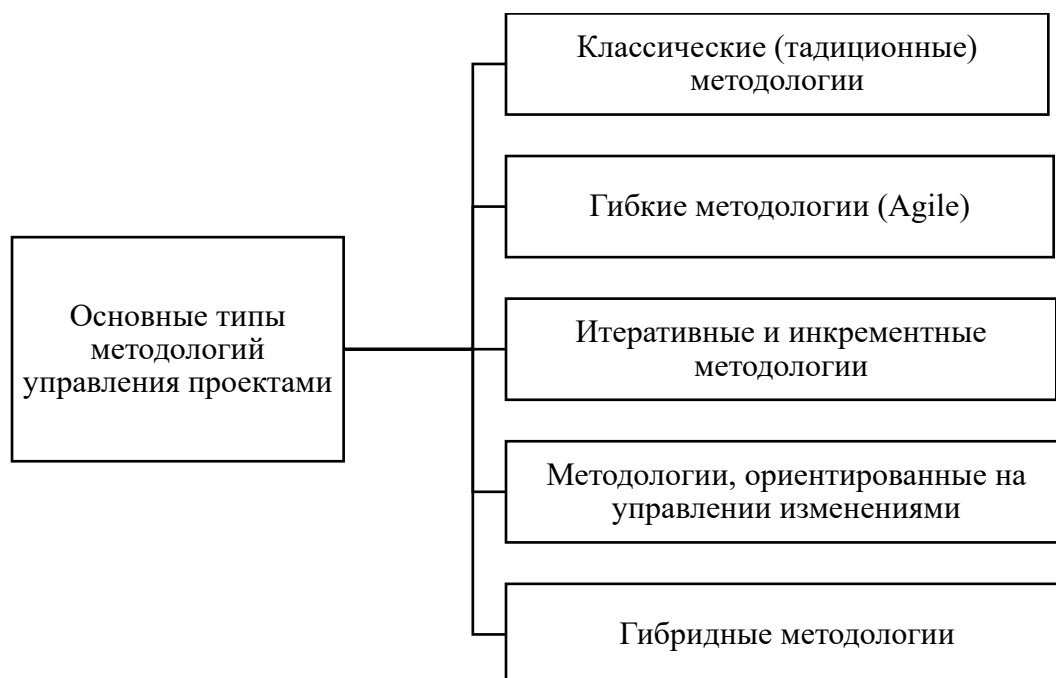 Классические (тадиционные)
методологии
Гибкие методологии (Agile)
Основные типы
методологий
управления проектами
Итеративные и инкрементные
методологии
Методологии, ориентированные на
управлении изменениями
Гибридные методологии